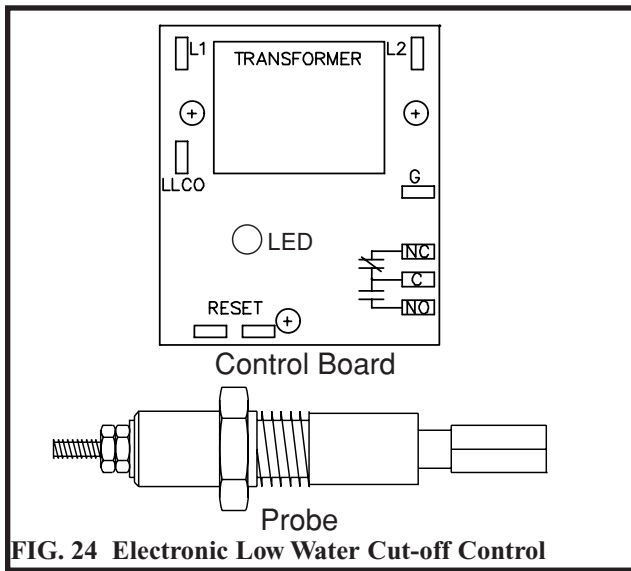 L1
TRANSFORMER
L2
LLCO
G
LED
NC
C
NO
RESET
Control Board
Probe
FIG. 24 Electronic Low Water Cut-off Control